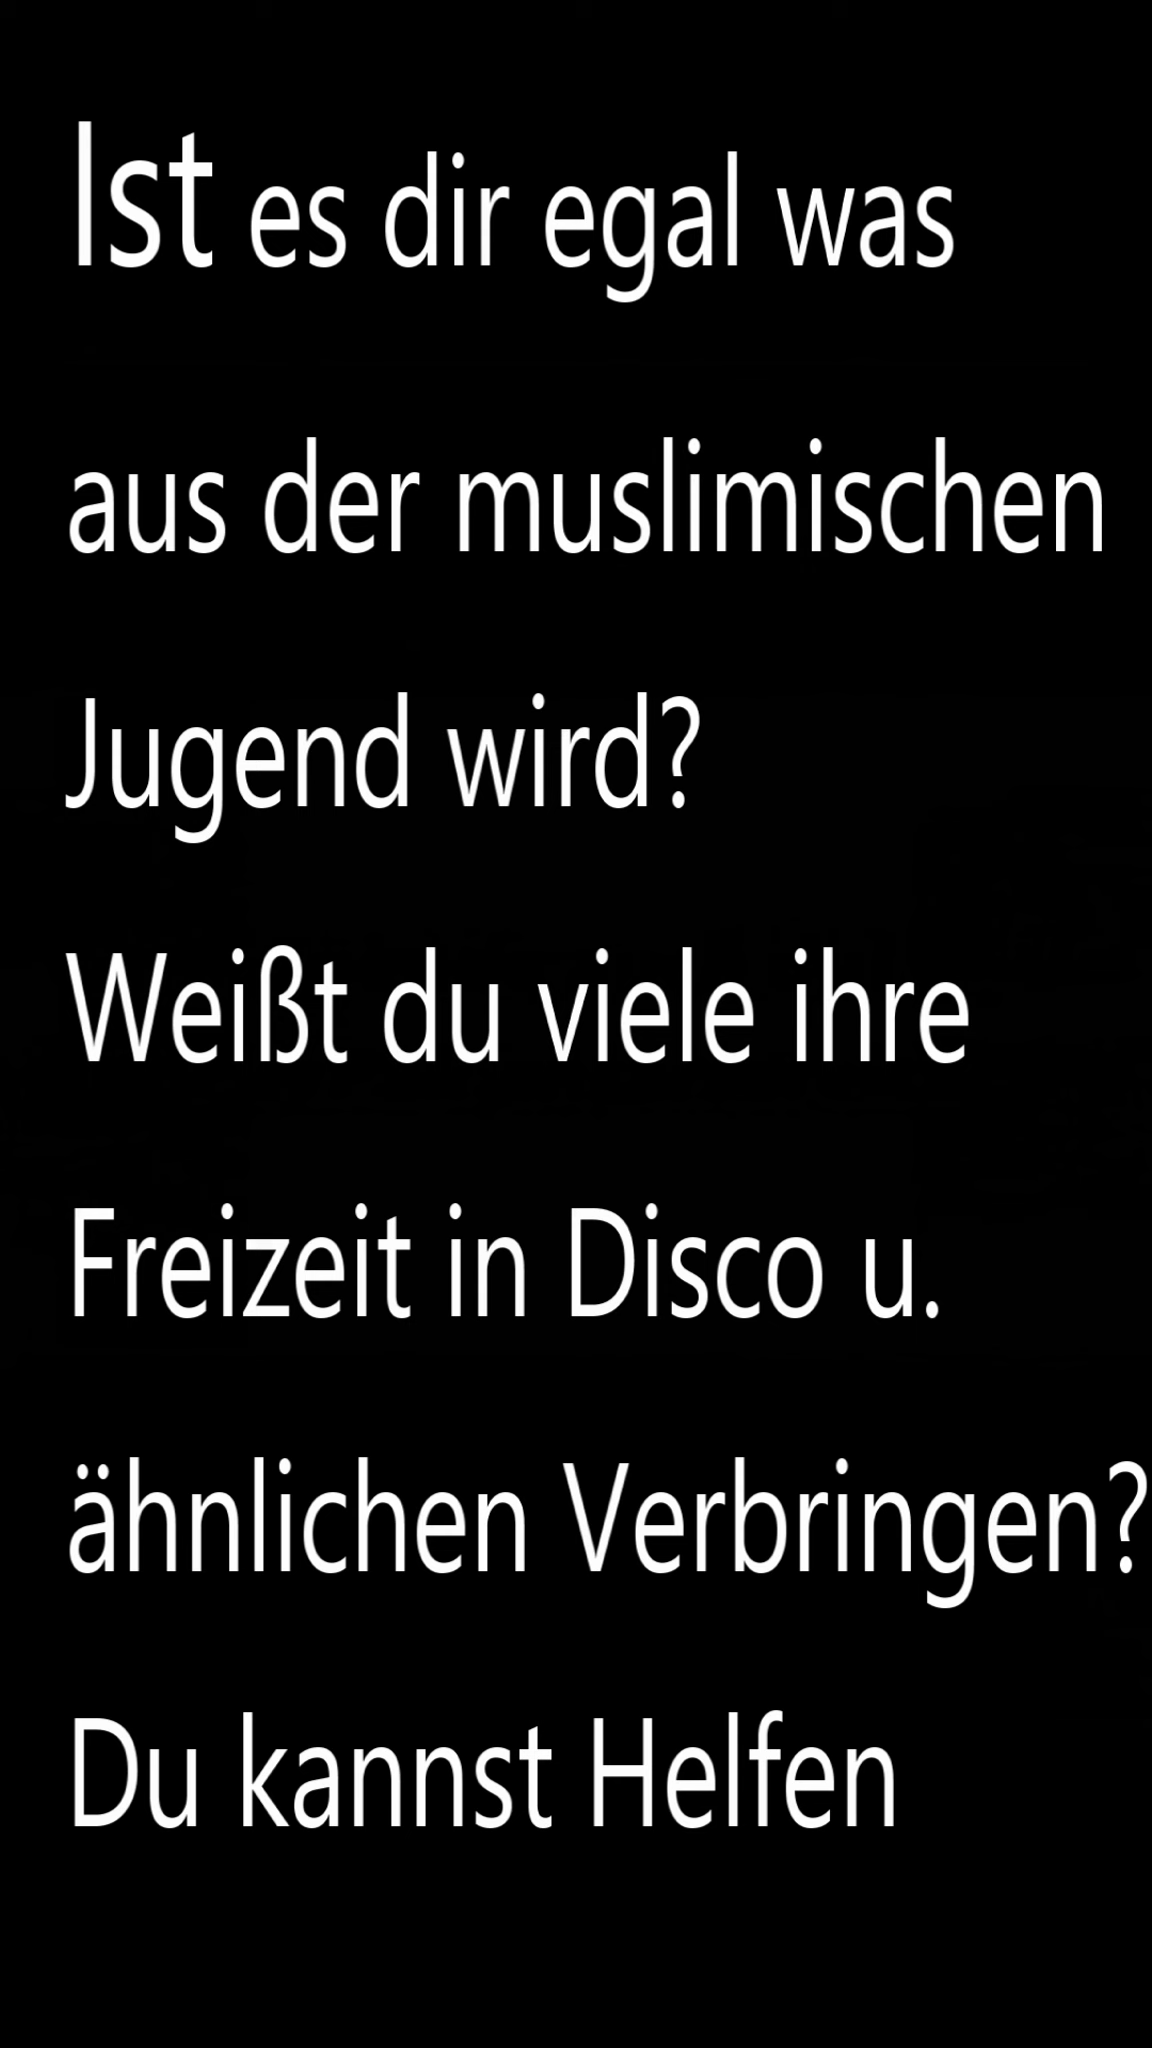 Ist es dir egal was
aus der muslimischen
Jugend wird?
Weißt du viele ihre
Freizeit in Disco u.
ähnlichen Verbringen?
Du kannst Helfen